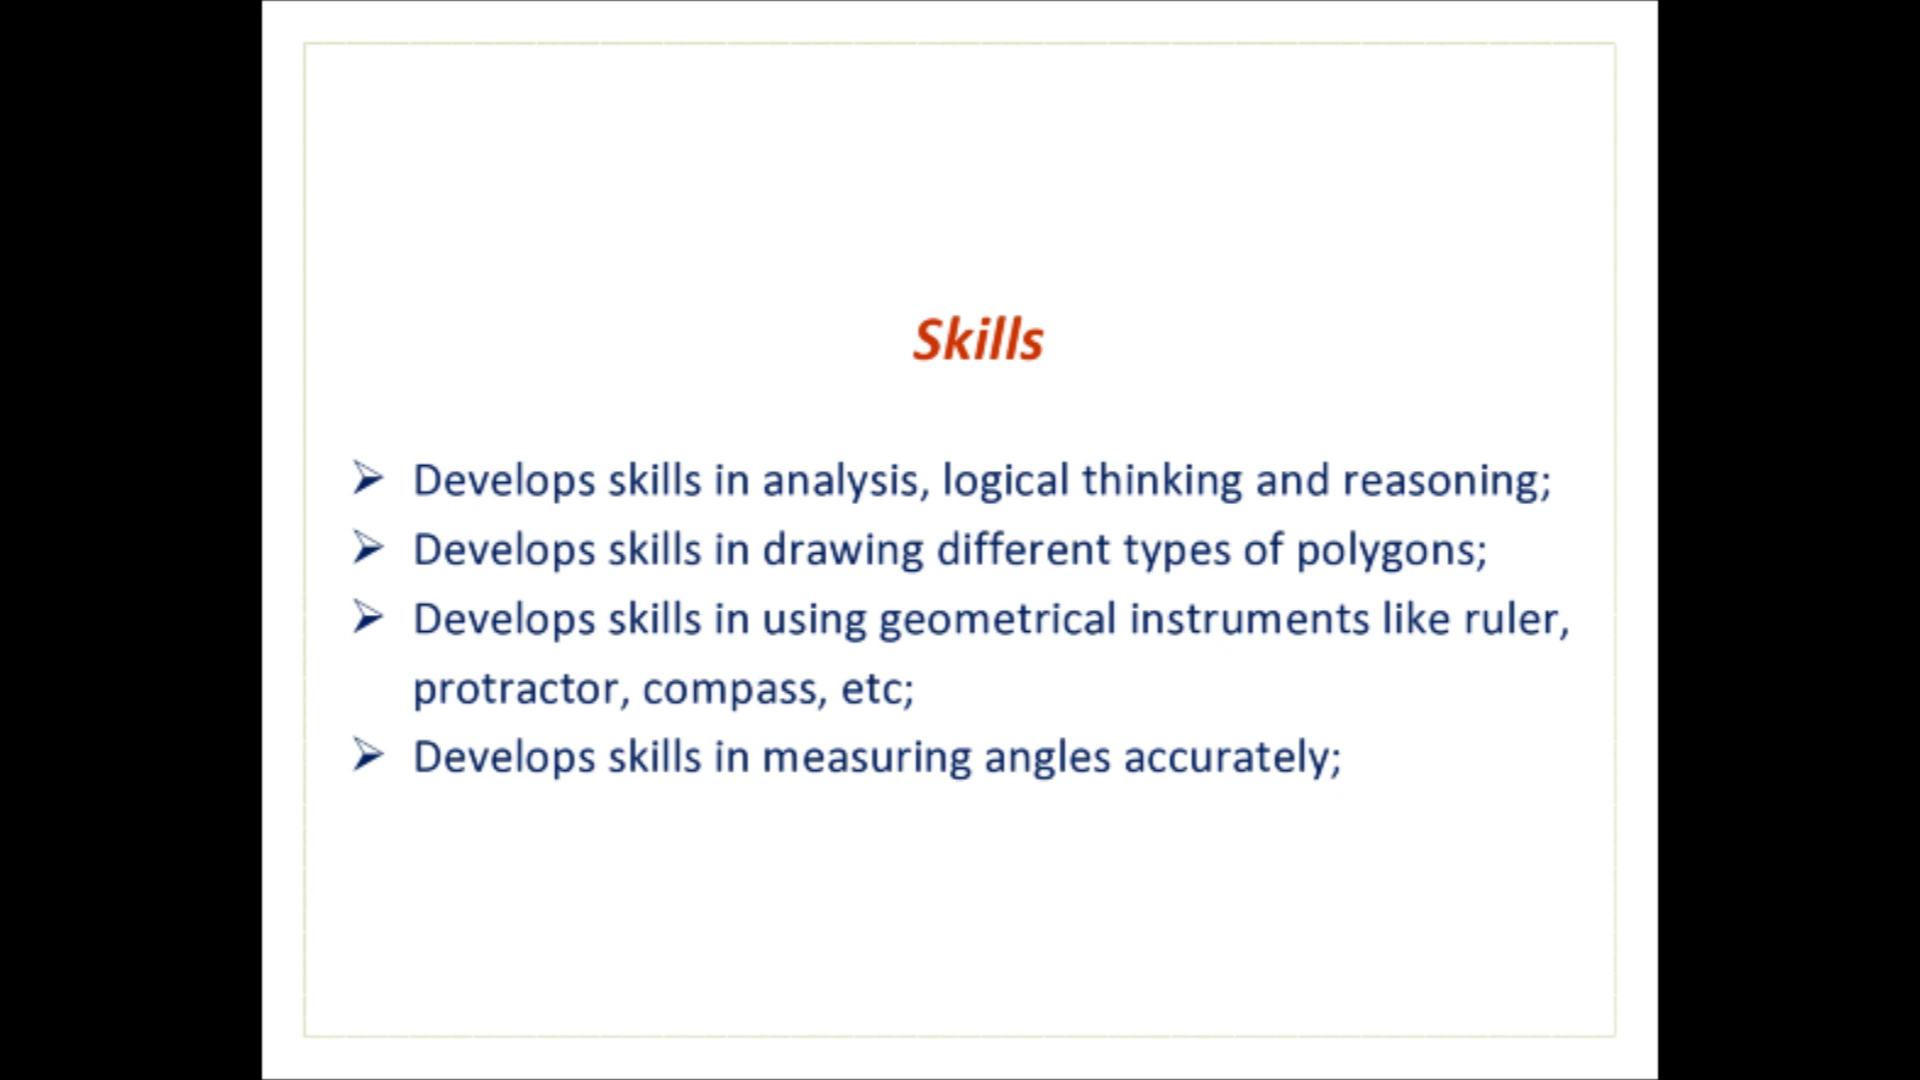 Skills
➢ Develops skills in analysis, logical thinking and reasoning;
➢ Develops skills in drawing different types of polygons;
➢ Develops skills in using geometrical instruments like ruler,
protractor, compass, etc;
➢ Develops skills in measuring angles accurately;